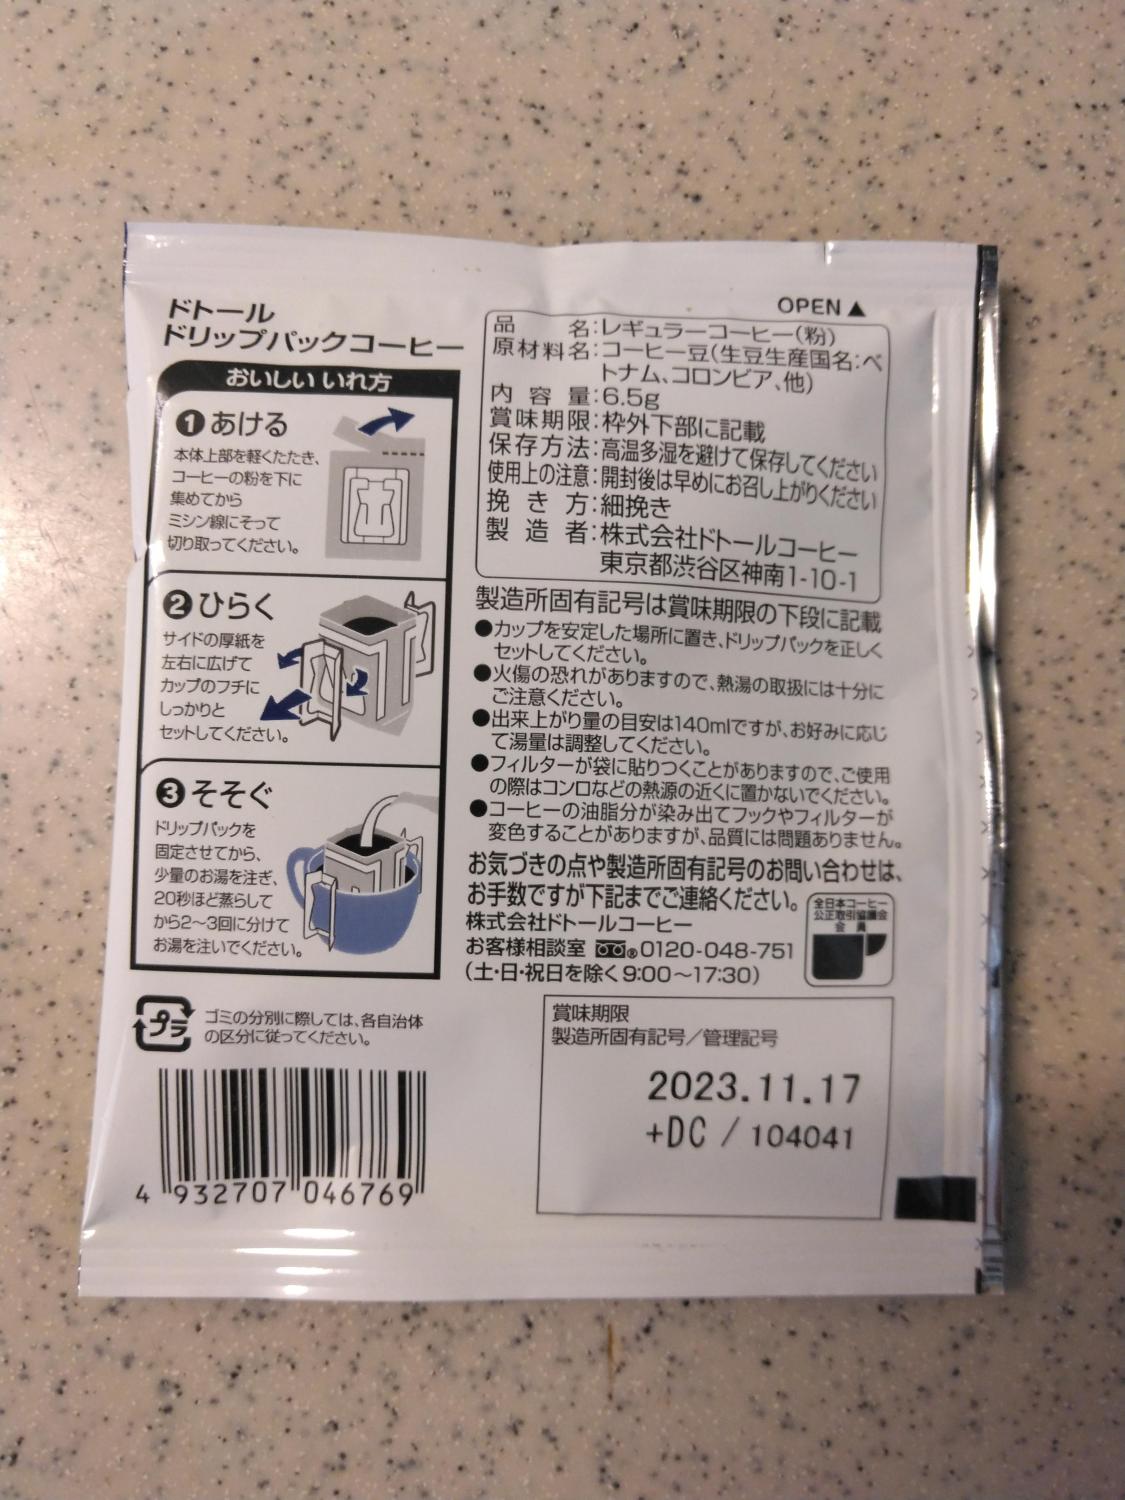 OPEN▲
ドトール
ドリップパックコーヒー
おいしい いれ方
❶あける
本体上部を軽くたたき、
コーヒーの粉を下に
集めてから
ミシン線にそって
切り取ってください。
❷ひらく
サイドの厚紙を
左右に広げて
カップのフチに
しっかりと
セットしてください。
❸そそぐ
ドリップパックを
固定させてから、
少量のお湯を注ぎ、
20秒ほど蒸らして
から2〜3回に分けて
お湯を注いでください。
プラ
ゴミの分別に際しては、各自治体
の区分に従ってください。
4 932707 046769
品名:レギュラーコーヒー(粉)
原材料名:コーヒー豆(生豆生産国名:ベ
トナム、コロンビア、他)
内容量:6.5g
賞味期限:枠外下部に記載
保存方法:高温多湿を避けて保存してください
使用上の注意:開封後は早めにお召し上がりください
挽き方:細挽き
製造者:株式会社ドトールコーヒー
東京都渋谷区神南1-10-1
製造所固有記号は賞味期限の下段に記載
●カップを安定した場所に置き、ドリップパックを正しく
セットしてください。
●火傷の恐れがありますので、熱湯の取扱には十分に
ご注意ください。
●出来上がり量の目安は140mlですが、お好みに応じ
て湯量は調整してください。
●フィルターが袋に貼りつくことがありますので、ご使用
の際はコンロなどの熱源の近くに置かないでください。
●コーヒーの油脂分が染み出てフックやフィルターが
変色することがありますが、品質には問題ありません。
お気づきの点や製造所固有記号のお問い合わせは、
お手数ですが下記までご連絡ください。
株式会社ドトールコーヒー
お客様相談室 ®0120-048-751
(土・日・祝日を除く9:00〜17:30)
全日本コーヒー
公正取引協議会
会員
賞味期限
製造所固有記号/管理記号
2023.11.17
+DC / 104041